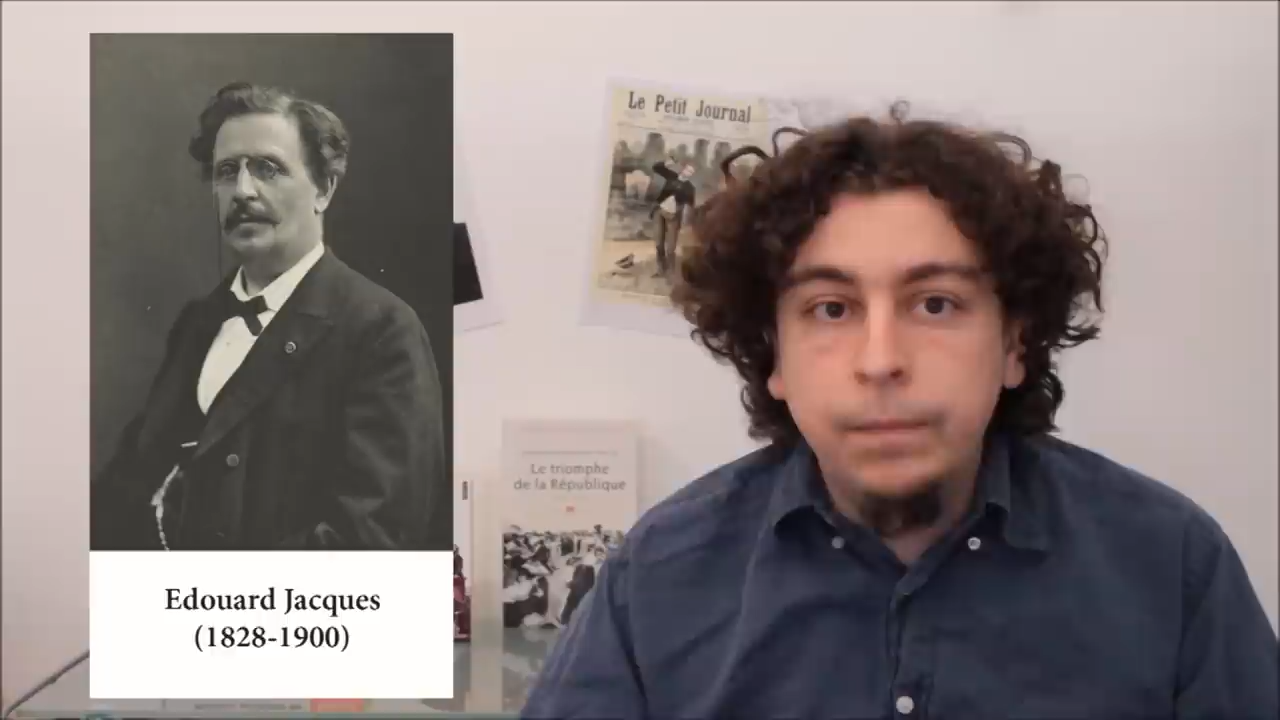 Edouard Jacques
(1828-1900)
Le Petit Journal
Le triomphe
de la République